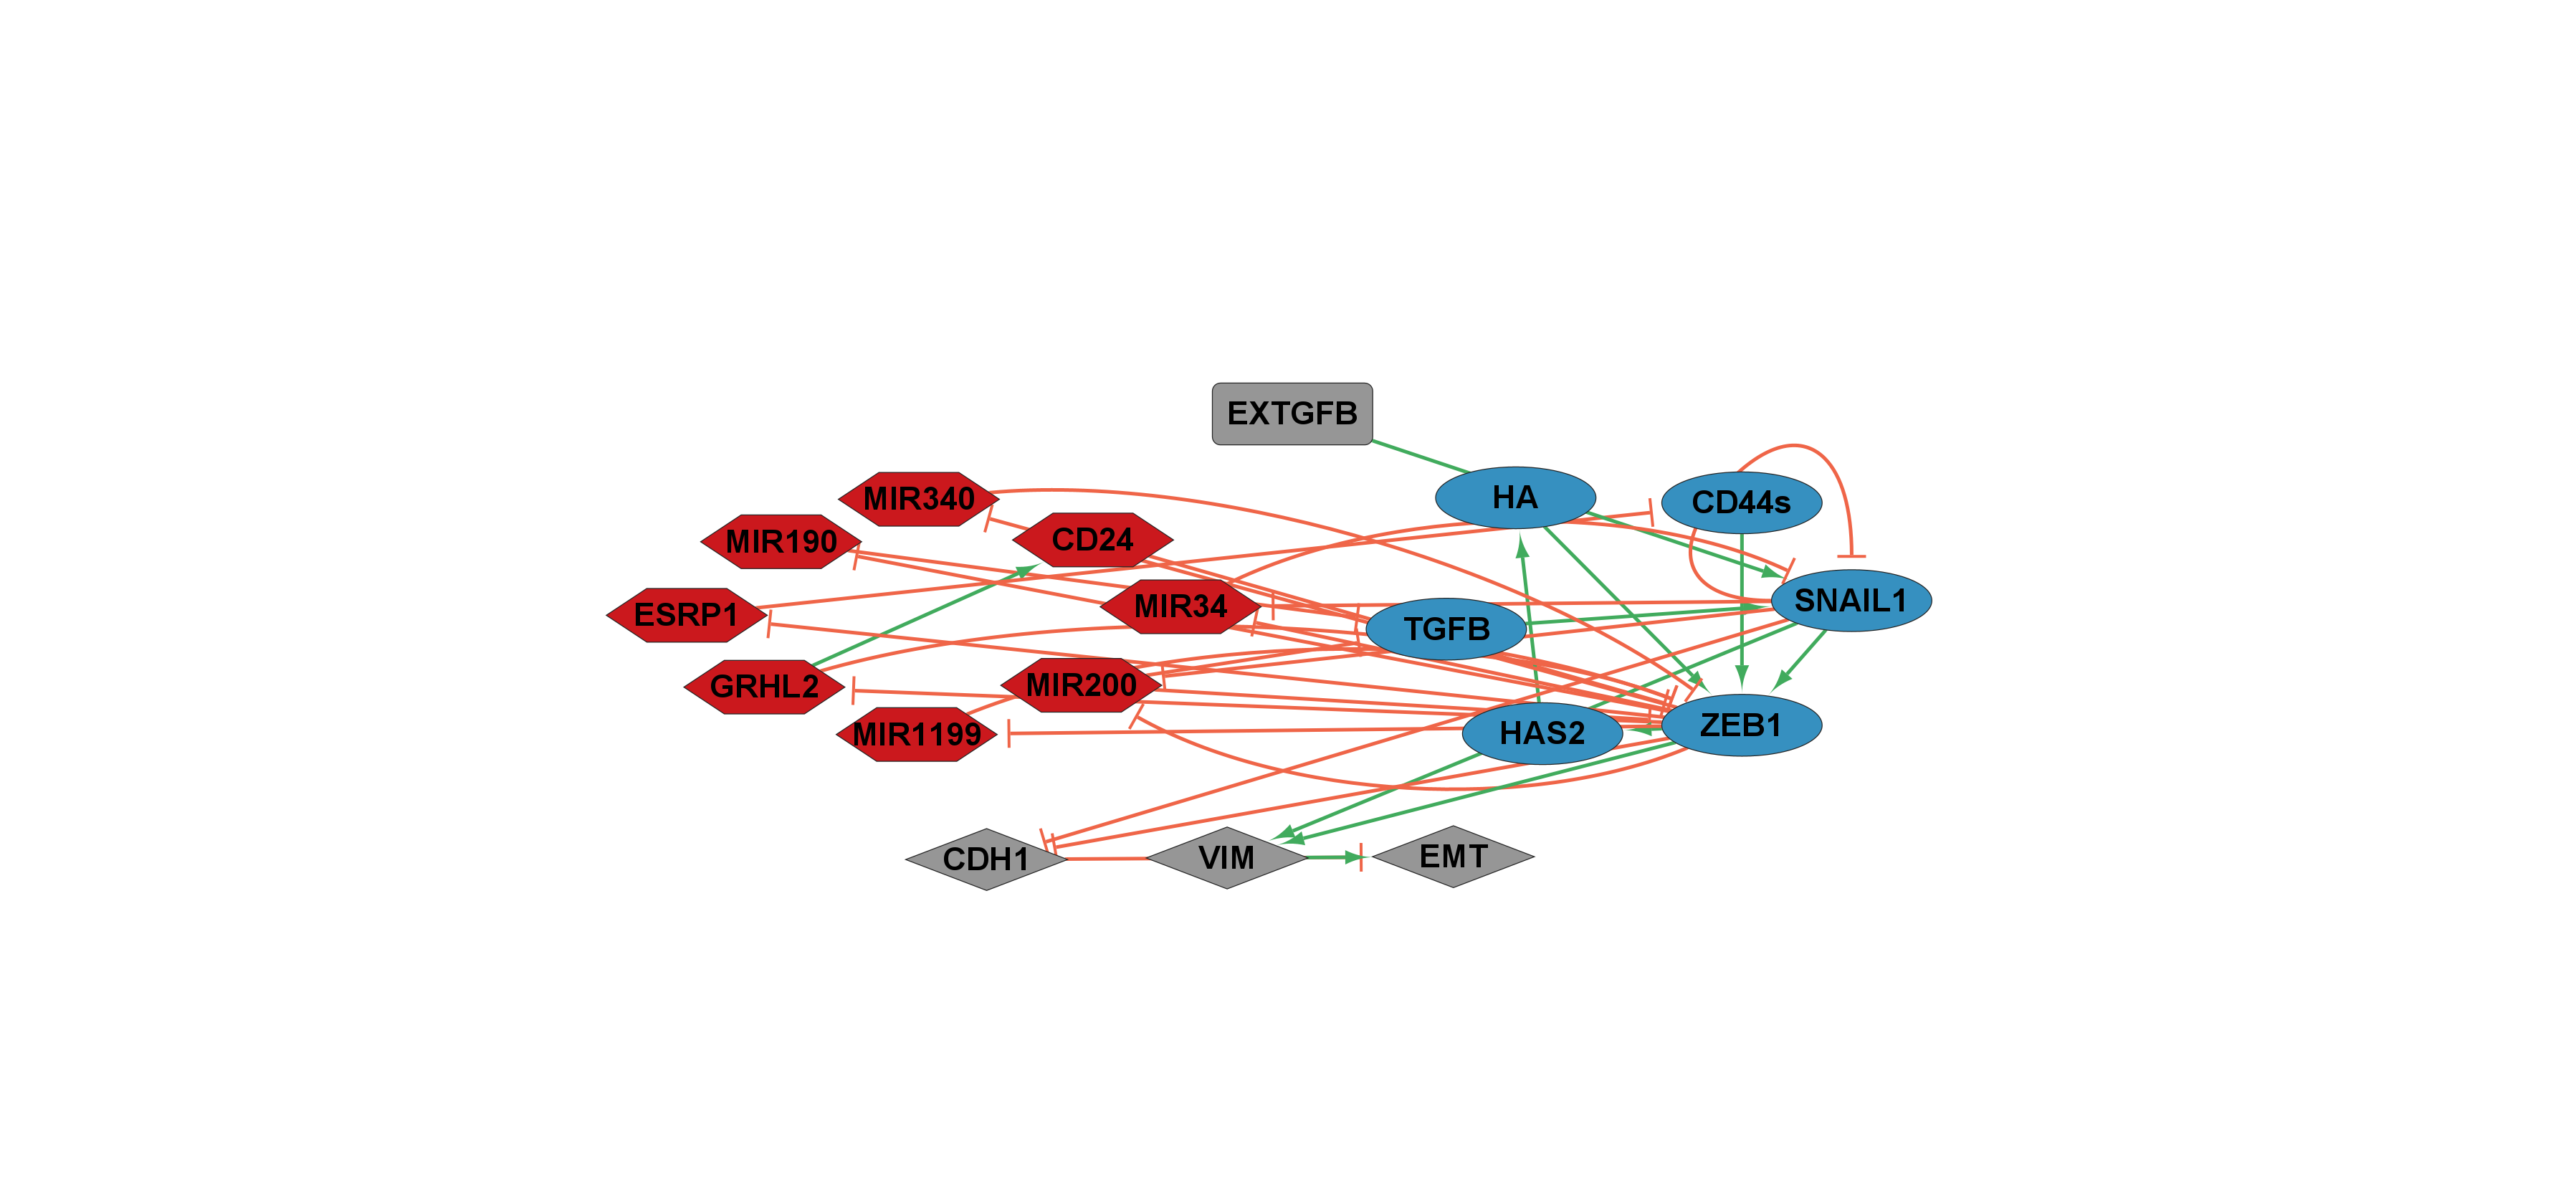 EXTGFB
HA
CD44s
MIR340
CD24
MIR190
MIR34
SNAIL1
ESRP1
TGFB
GRHL2
MIR200
MIR1199
HAS2
ZEB1
CDH1
VIM
EMT